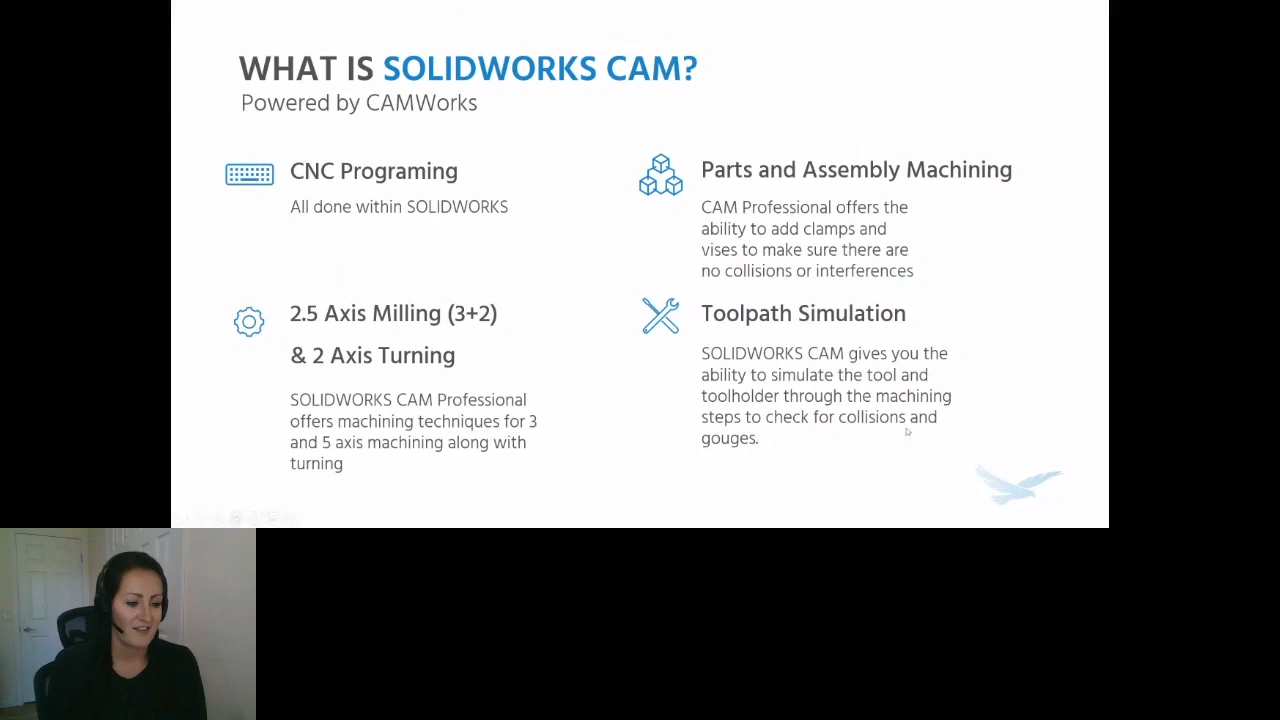 WHAT IS SOLIDWORKS CAM?
Powered by CAMWorks
CNC Programing
All done within SOLIDWORKS
Parts and Assembly Machining
CAM Professional offers the
ability to add clamps and
vises to make sure there are
no collisions or interferences
2.5 Axis Milling (3+2)
& 2 Axis Turning
SOLIDWORKS CAM Professional
offers machining techniques for 3
and 5 axis machining along with
turning
Toolpath Simulation
SOLIDWORKS CAM gives you the
ability to simulate the tool and
toolholder through the machining
steps to check for collisions and
gouges.